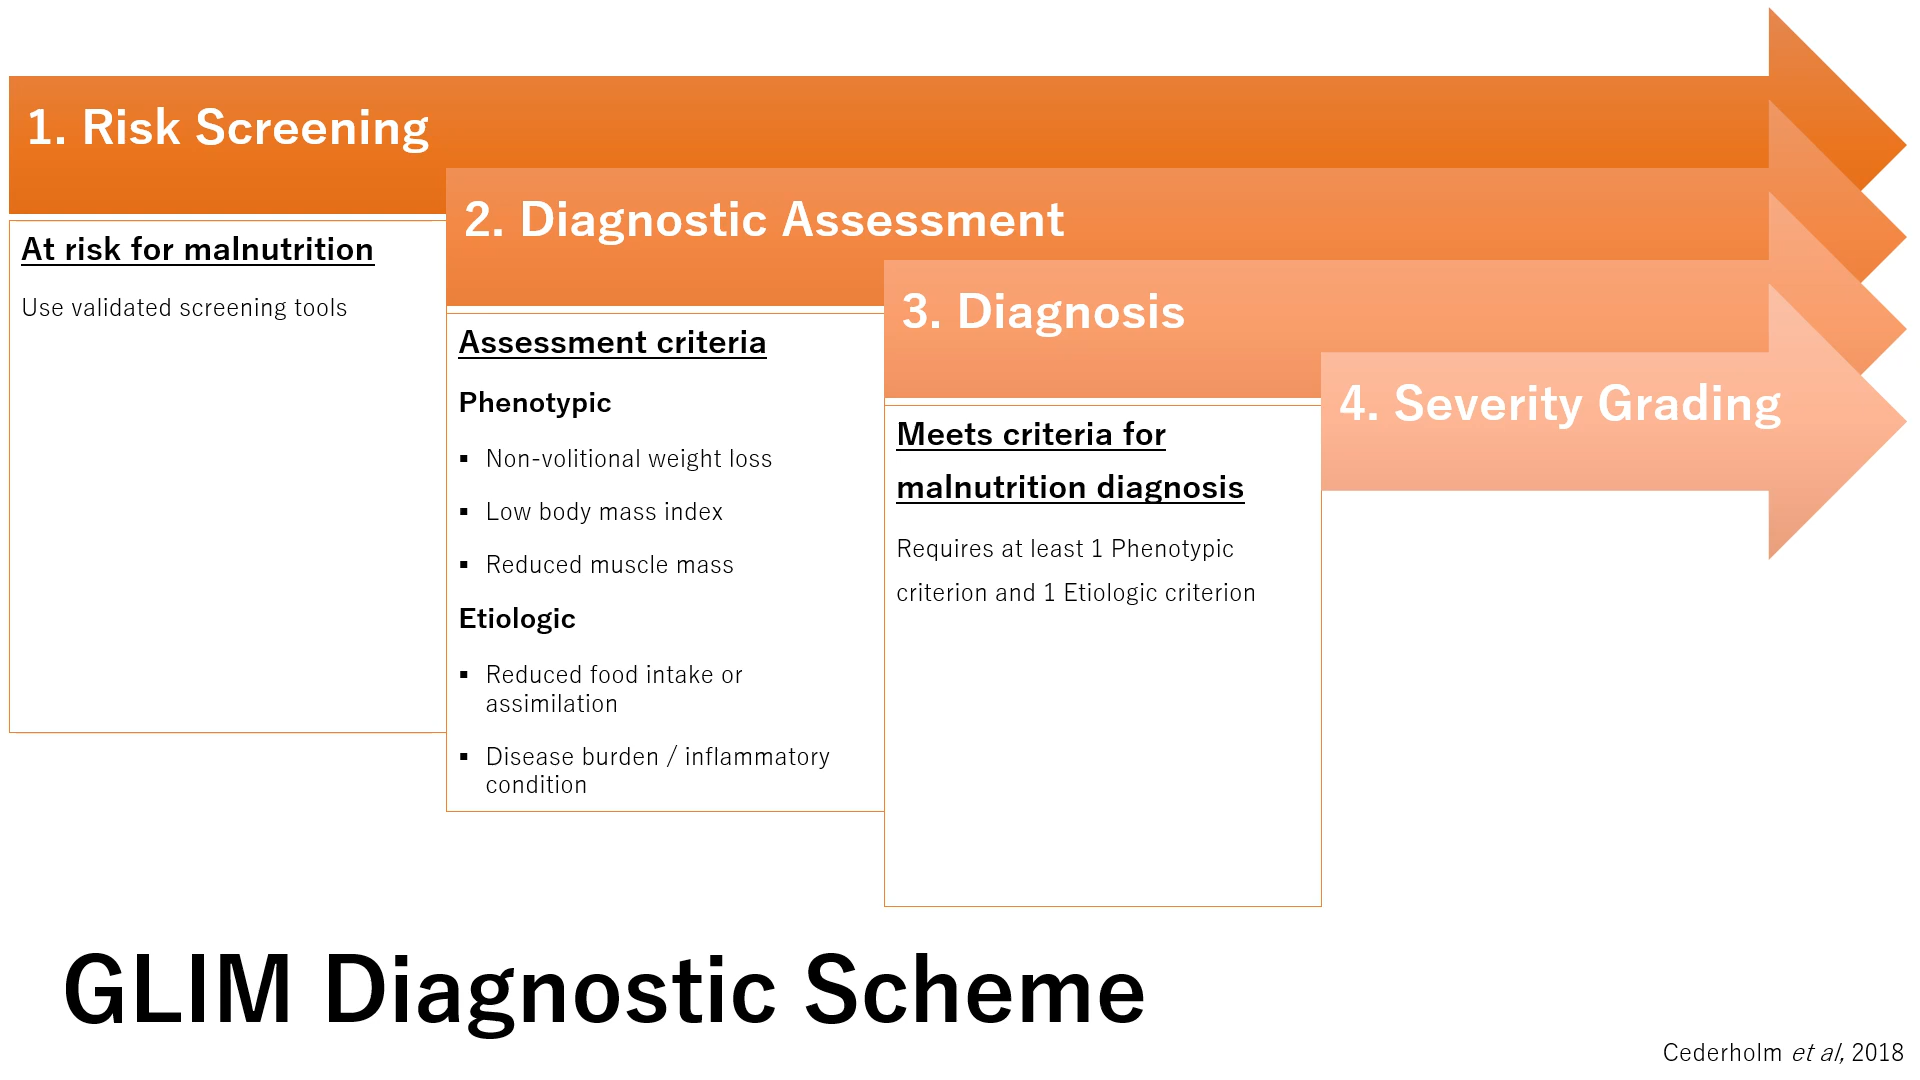 1. Risk Screening
At risk for malnutrition
Use validated screening tools
2. Diagnostic Assessment
Assessment criteria
Phenotypic
▪ Non-volitional weight loss
▪ Low body mass index
▪ Reduced muscle mass
Etiologic
▪ Reduced food intake or
assimilation
▪ Disease burden / inflammatory
condition
3. Diagnosis
Meets criteria for
malnutrition diagnosis
Requires at least 1 Phenotypic
criterion and 1 Etiologic criterion
4. Severity Grading
GLIM Diagnostic Scheme
Cederholm et al, 2018